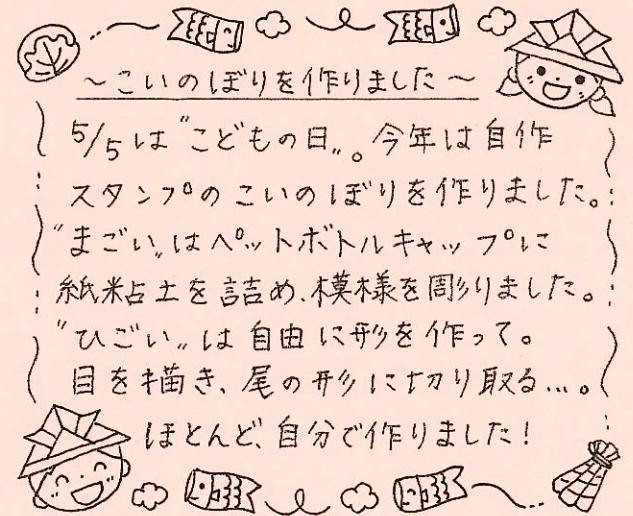 ～こいのぼりを作りました～
5/5は〝こどもの日〟。今年は自作
スタンプのこいのぼりを作りました。
〝まごい〟はペットボトルキャップに
紙粘土を詰め、模様を彫りました。
〝ひごい〟は自由に形を作って。
目を描き、尾の形に切り取る…。
ほとんど、自分で作りました！